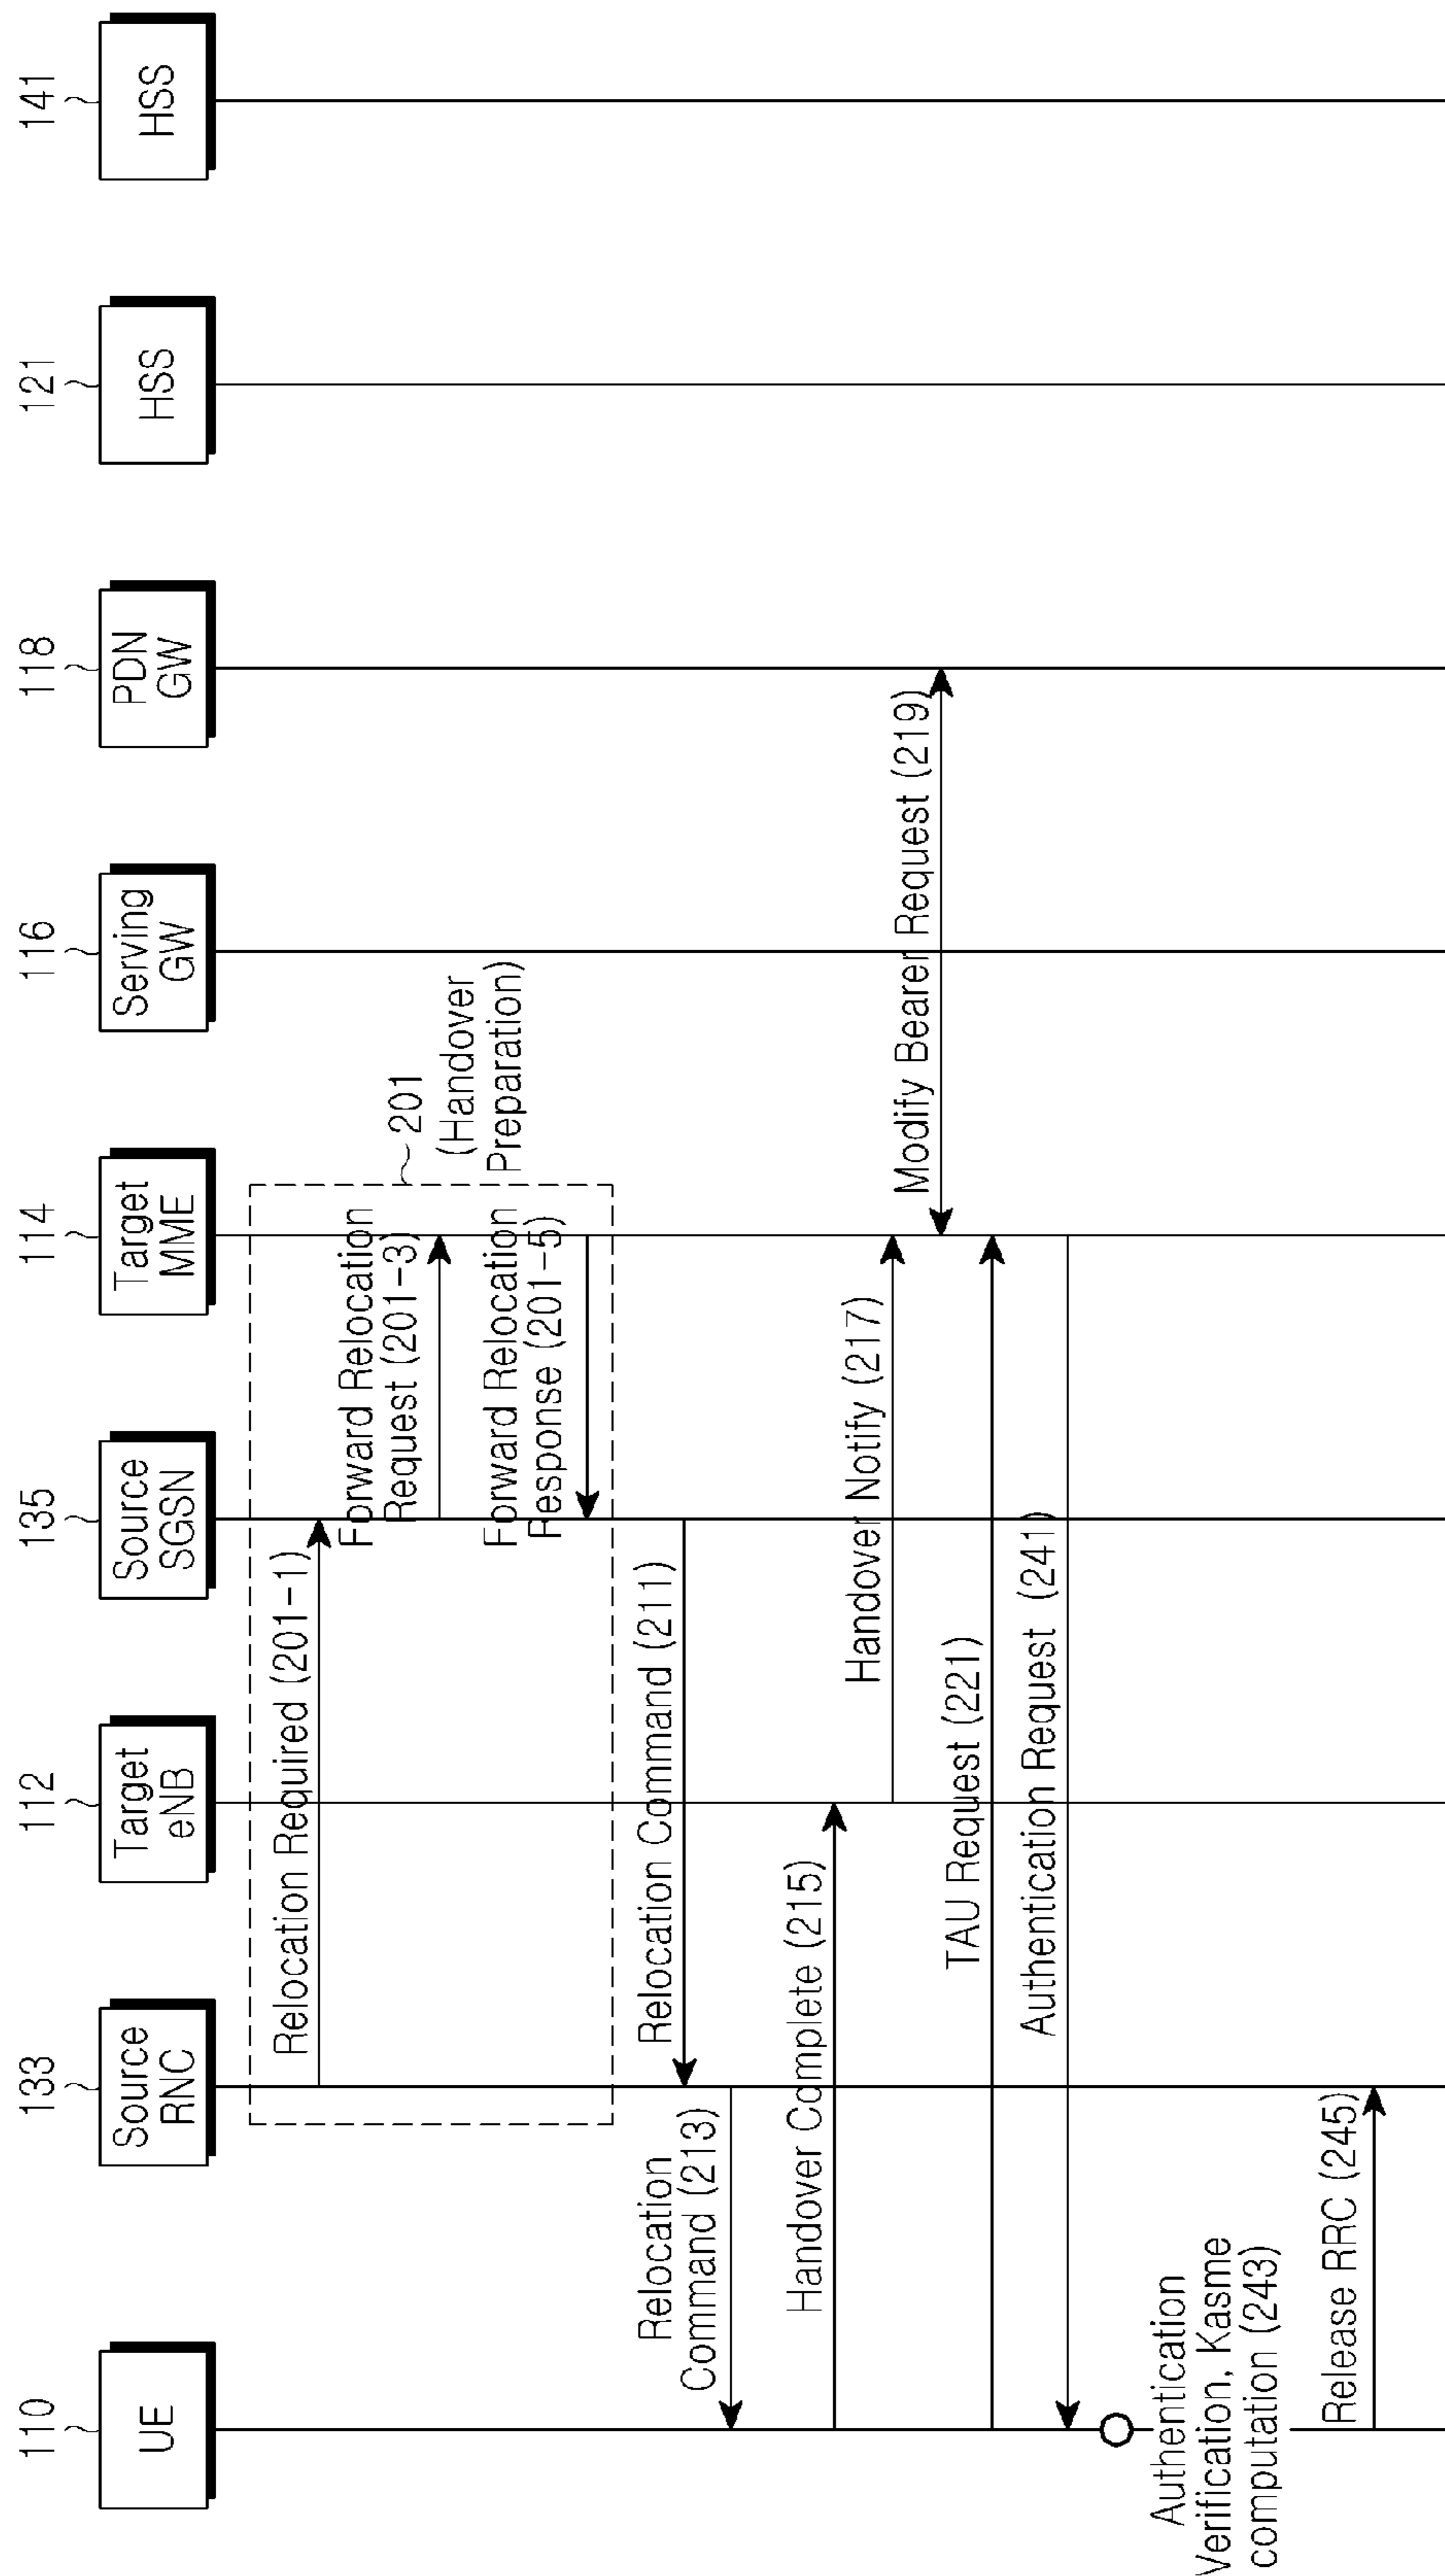 110
133
112
135
114
116
118
121
141
UE
Source
RNC
Target
eNB
Source
SGSN
Target
MME
Serving
GW
PDN
GW
HSS
HSS
Relocation Required (201-1)
201
(Handover
Preparation)
Forward Relocation
Request (201-3)
Forward Relocation
Response (201-5)
Relocation Command (211)
Relocation
Command (213)
Handover Complete (215)
Handover Notify (217)
Modify Bearer Request (219)
TAU Request (221)
Authentication Request (241)
Authentication
Verification, Kasme
computation (243)
Release RRC (245)